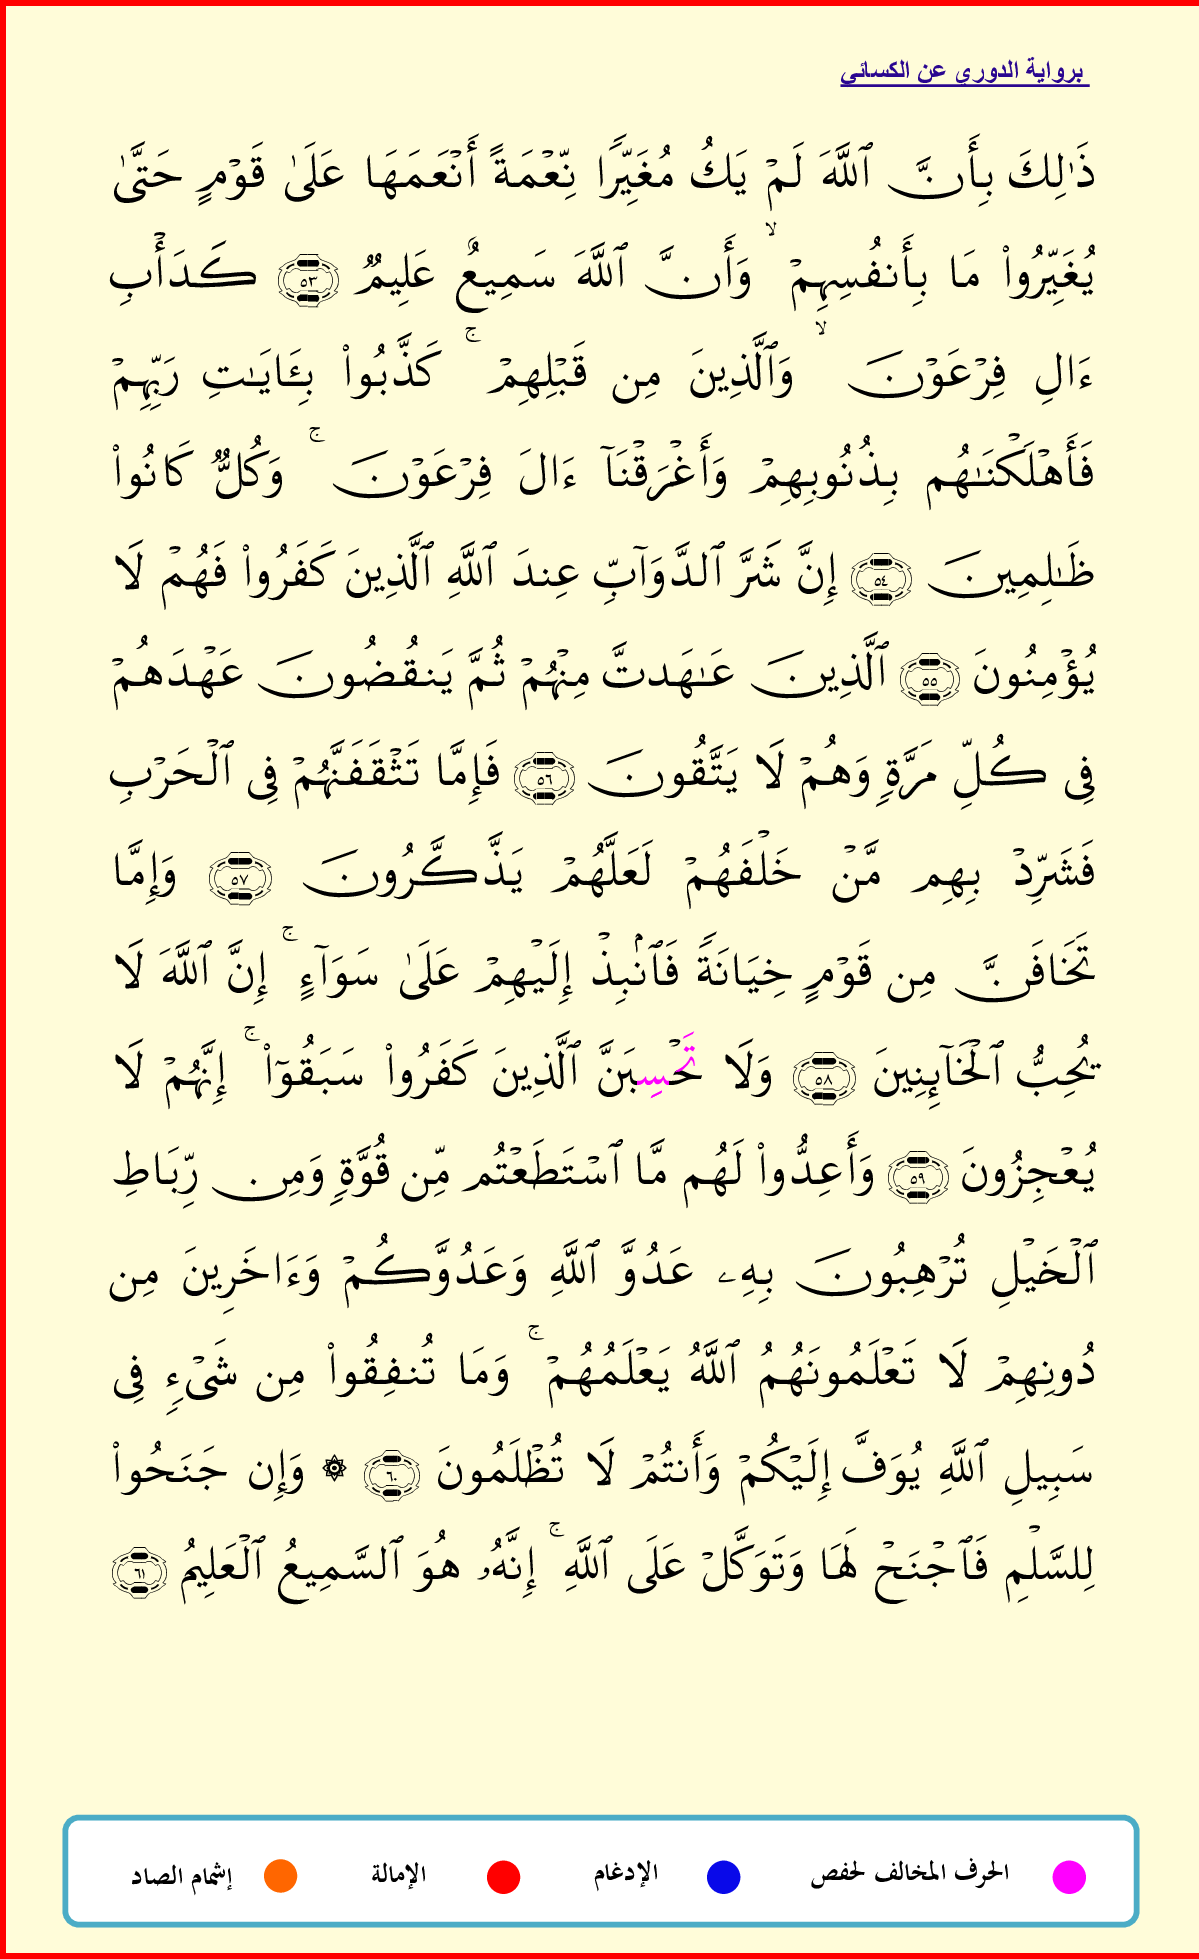 برواية الدوري عن الكسائي
ذَٰلِكَ بِأَنَّ ٱللَّهَ لَمْ يَكُ مُغَيِّرًا نِّعْمَةً أَنْعَمَهَا عَلَىٰ قَوْمٍ حَتَّىٰ
يُغَيِّرُوا۟ مَا بِأَنفُسِهِمْ ۙ وَأَنَّ ٱللَّهَ سَمِيعٌ عَلِيمٌ ٥٣ كَدَأْبِ
ءَالِ فِرْعَوْنَ ۙ وَٱلَّذِينَ مِن قَبْلِهِمْ ۚ كَذَّبُوا۟ بِـَٔايَـٰتِ رَبِّهِمْ
فَأَهْلَكْنَـٰهُم بِذُنُوبِهِمْ وَأَغْرَقْنَآ ءَالَ فِرْعَوْنَ ۚ وَكُلٌّ كَانُوا۟
ظَـٰلِمِينَ ٥٤ إِنَّ شَرَّ ٱلدَّوَآبِّ عِندَ ٱللَّهِ ٱلَّذِينَ كَفَرُوا۟ فَهُمْ لَا
يُؤْمِنُونَ ٥٥ ٱلَّذِينَ عَـٰهَدتَّ مِنْهُمْ ثُمَّ يَنقُضُونَ عَهْدَهُمْ
فِى كُلِّ مَرَّةٍ وَهُمْ لَا يَتَّقُونَ ٥٦ فَإِمَّا تَثْقَفَنَّهُمْ فِى ٱلْحَرْبِ
فَشَرِّدْ بِهِم مَّنْ خَلْفَهُمْ لَعَلَّهُمْ يَذَّكَّرُونَ ٥٧ وَإِمَّا
تَخَافَنَّ مِن قَوْمٍ خِيَانَةً فَٱنۢبِذْ إِلَيْهِمْ عَلَىٰ سَوَآءٍ ۚ إِنَّ ٱللَّهَ لَا
يُحِبُّ ٱلْخَآئِنِينَ ٥٨ وَلَا تَحْسِبَنَّ ٱلَّذِينَ كَفَرُوا۟ سَبَقُوٓا۟ ۚ إِنَّهُمْ لَا
يُعْجِزُونَ ٥٩ وَأَعِدُّوا۟ لَهُم مَّا ٱسْتَطَعْتُم مِّن قُوَّةٍ وَمِن رِّبَاطِ
ٱلْخَيْلِ تُرْهِبُونَ بِهِۦ عَدُوَّ ٱللَّهِ وَعَدُوَّكُمْ وَءَاخَرِينَ مِن
دُونِهِمْ لَا تَعْلَمُونَهُمُ ٱللَّهُ يَعْلَمُهُمْ ۚ وَمَا تُنفِقُوا۟ مِن شَىْءٍ فِى
سَبِيلِ ٱللَّهِ يُوَفَّ إِلَيْكُمْ وَأَنتُمْ لَا تُظْلَمُونَ ٦٠ ۞ وَإِن جَنَحُوا۟
لِلسَّلْمِ فَٱجْنَحْ لَهَا وَتَوَكَّلْ عَلَى ٱللَّهِ ۚ إِنَّهُۥ هُوَ ٱلسَّمِيعُ ٱلْعَلِيمُ ٦١
الحرف المخالف لحفص الإدغام الإمالة إشمام الصاد